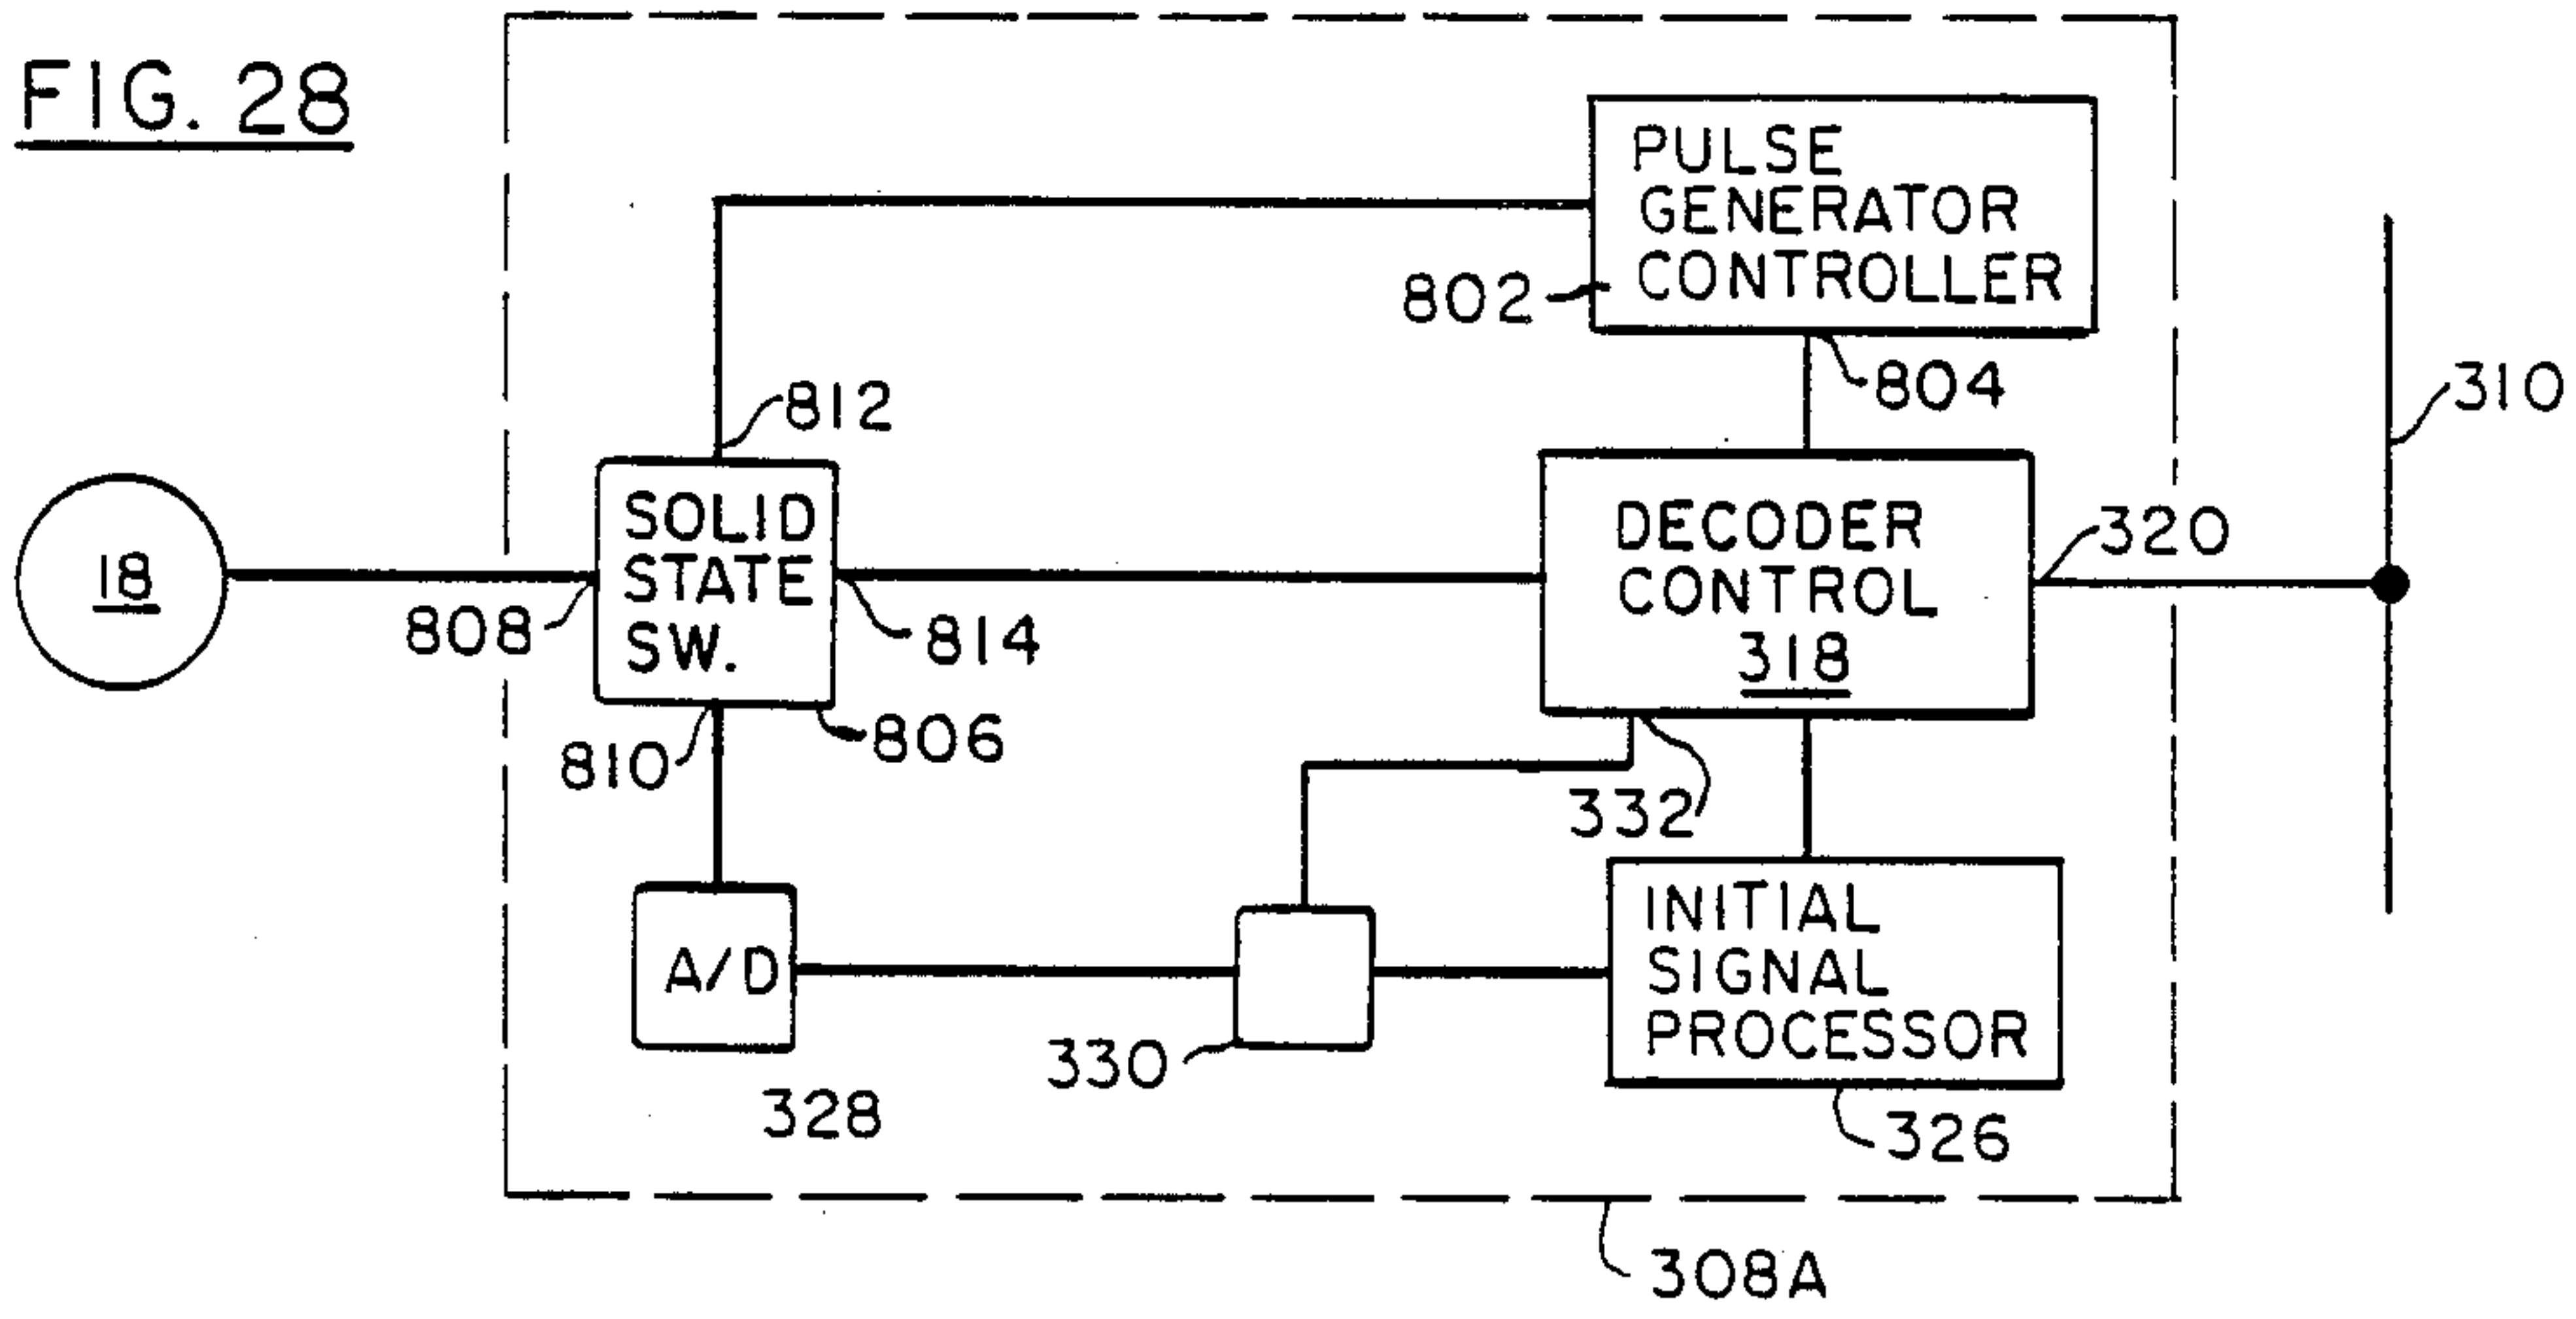 FIG. 28
PULSE
GENERATOR
CONTROLLER
802
804
310
812
SOLID
STATE
SW.
18
808
814
DECODER
CONTROL
318
320
810
806
332
A/D
330
INITIAL
SIGNAL
PROCESSOR
328
326
308A